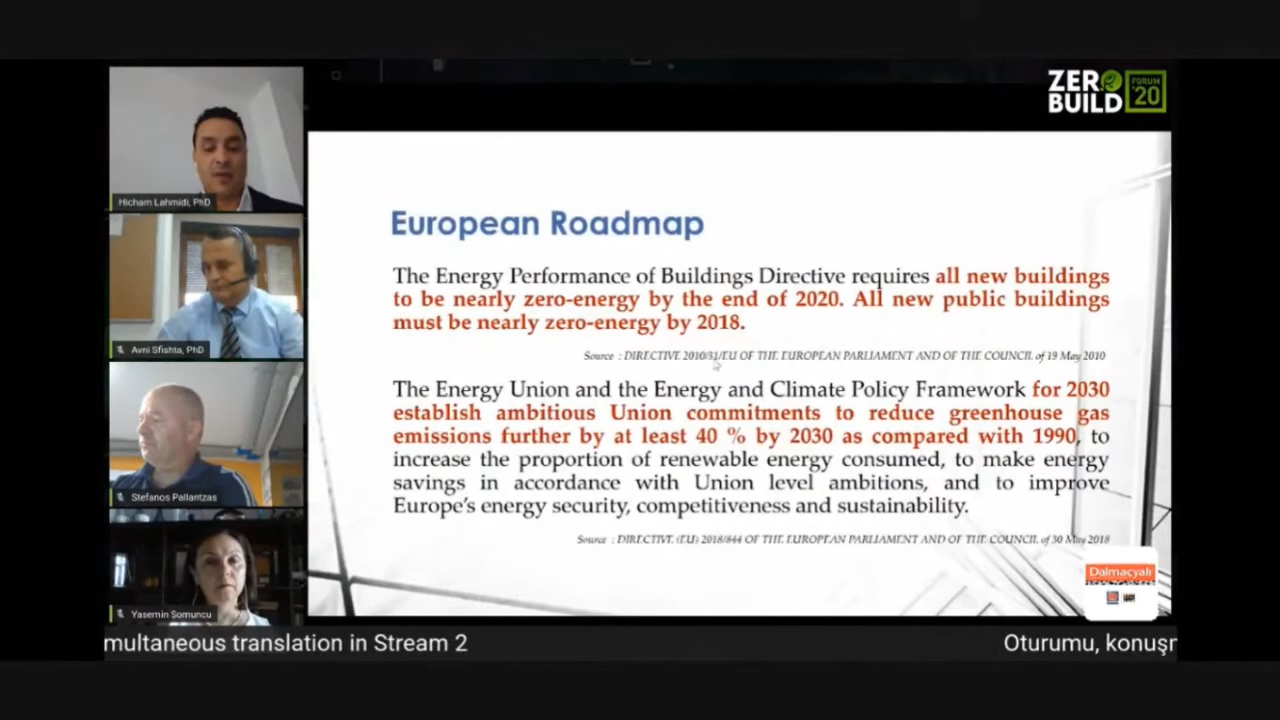 ZERO
BUILD
FORUM
'20
Hicham Lahmidi, PhD
Avni Sfishta, PhD
Stefanos Pallantzas
Yasemin Somuncu
European Roadmap
The Energy Performance of Buildings Directive requires all new buildings
to be nearly zero-energy by the end of 2020. All new public buildings
must be nearly zero-energy by 2018.
Source : DIRECTIVE 2010/31/EU OF THE EUROPEAN PARLIAMENT AND OF THE COUNCIL of 19 May 2010
The Energy Union and the Energy and Climate Policy Framework for 2030
establish ambitious Union commitments to reduce greenhouse gas
emissions further by at least 40 % by 2030 as compared with 1990, to
increase the proportion of renewable energy consumed, to make energy
savings in accordance with Union level ambitions, and to improve
Europe's energy security, competitiveness and sustainability.
Source : DIRECTIVE (EU) 2018/844 OF THE EUROPEAN PARLIAMENT AND OF THE COUNCIL of 30 May 2018
Dalmaçyalı
multaneous translation in Stream 2
Oturumu, konuşr